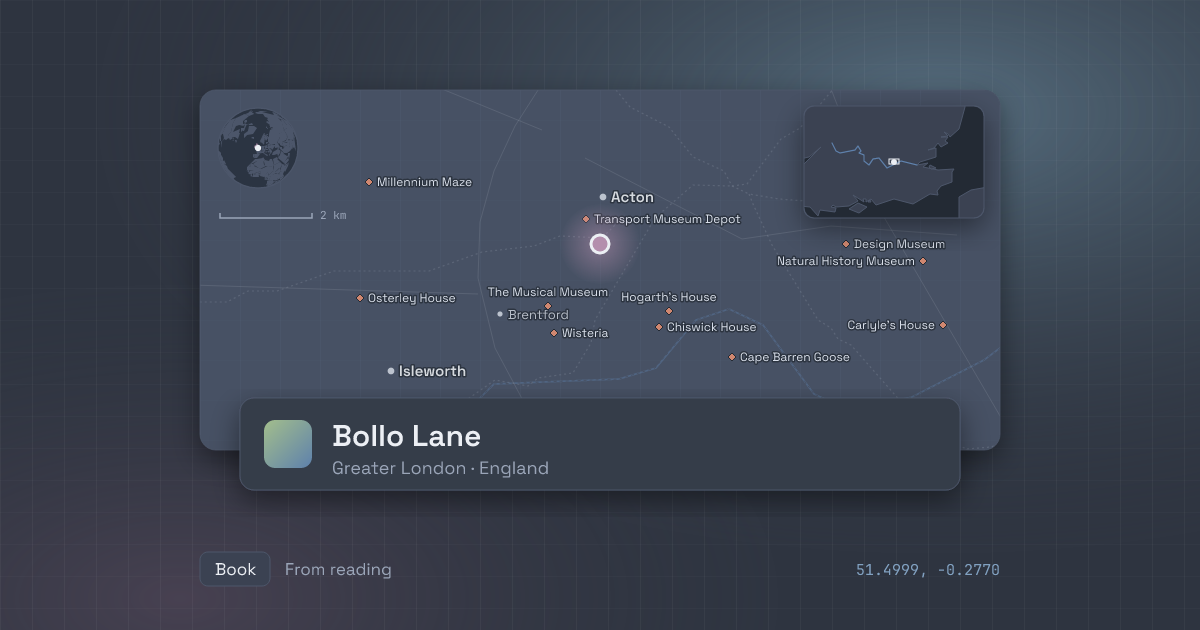 Millennium Maze
Acton
2 km
Transport Museum Depot
Design Museum
Natural History Museum
The Musical Museum
Hogarth's House
Osterley House
Brentford
Chiswick House
Carlyle's House
Wisteria
Cape Barren Goose
Isleworth
Bollo Lane
Greater London · England
Book
From reading
51.4999, -0.2770